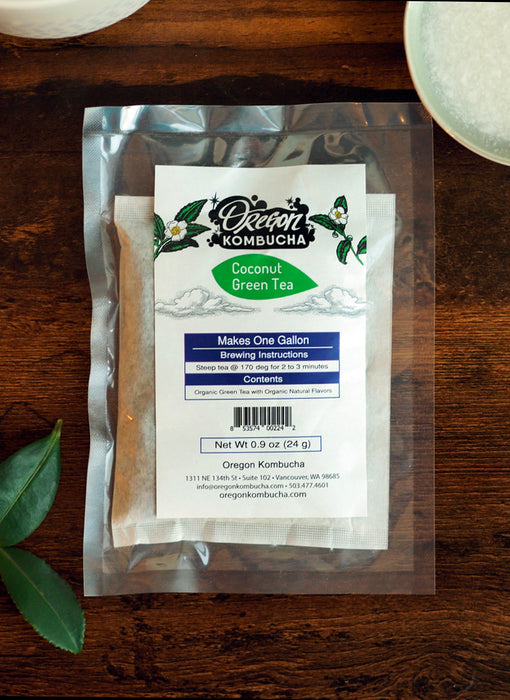 Oregon
KOMBUCHA
Coconut
Green Tea
Makes One Gallon
Brewing Instructions
Steep tea @ 170 deg for 2 to 3 minutes
Contents
Organic Green Tea with Organic Natural Flavors
8 53574 00224 2
Net Wt 0.9 oz (24 g)
Oregon Kombucha
1311 NE 134th St • Suite 102 • Vancouver, WA 98685
info@oregonkombucha.com • 503.477.4601
oregonkombucha.com